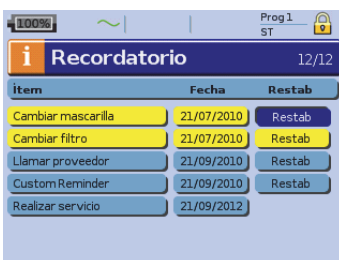 100%
Prog 1
ST
i Recordatorio 12/12
Ítem Fecha Restab
Cambiar mascarilla 21/07/2010 Restab
Cambiar filtro 21/07/2010 Restab
Llamar proveedor 21/09/2010 Restab
Custom Reminder 21/09/2010 Restab
Realizar servicio 21/09/2012